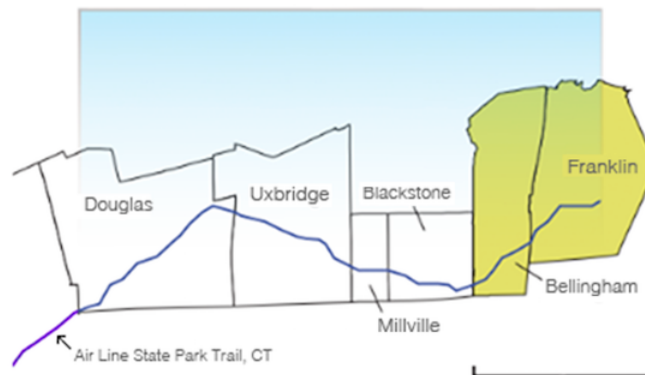 Franklin
Blackstone
Uxbridge
Douglas
Bellingham
Millville
Air Line State Park Trail, CT